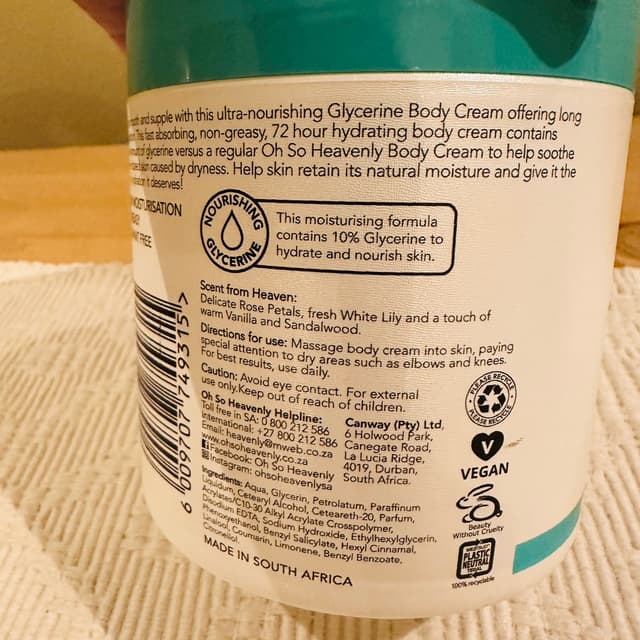 and supple with this ultra-nourishing Glycerine Body Cream offering long
This fast absorbing, non-greasy, 72 hour hydrating body cream contains
of glycerine versus a regular Oh So Heavenly Body Cream to help soothe
caused by dryness. Help skin retain its natural moisture and give it the
it deserves!
MOISTURISATION
FREE
NOURISHING
GLYCERINE
This moisturising formula
contains 10% Glycerine to
hydrate and nourish skin.
Scent from Heaven:
Delicate Rose Petals, fresh White Lily and a touch of
warm Vanilla and Sandalwood.
Directions for use: Massage body cream into skin, paying
special attention to dry areas such as elbows and knees.
For best results, use daily.
Caution: Avoid eye contact. For external
use only.Keep out of reach of children.
Oh So Heavenly Helpline:
Toll free in SA: 0 800 212 586
International: +27 800 212 586
Email: heavenly@mweb.co.za
www.ohsoheavenly.co.za
Facebook: Oh So Heavenly
Instagram: ohsoheavenlysa
Canway (Pty) Ltd,
6 Holwood Park,
Canegate Road,
La Lucia Ridge,
4019, Durban,
South Africa.
Ingredients: Aqua, Glycerin, Petrolatum, Paraffinum
Liquidum, Cetearyl Alcohol, Ceteareth-20, Parfum,
Acrylates/C10-30 Alkyl Acrylate Crosspolymer,
Disodium EDTA, Sodium Hydroxide, Ethylhexylglycerin,
Phenoxyethanol, Benzyl Salicylate, Hexyl Cinnamal,
Linalool, Coumarin, Limonene, Benzyl Benzoate,
Citronellol.
MADE IN SOUTH AFRICA
6 009707 749315 >
PLEASE RECYCLE
PLEASE RECYCLE
V
VEGAN
Beauty
Without Cruelty
PLASTIC
NEUTRAL
100% recyclable